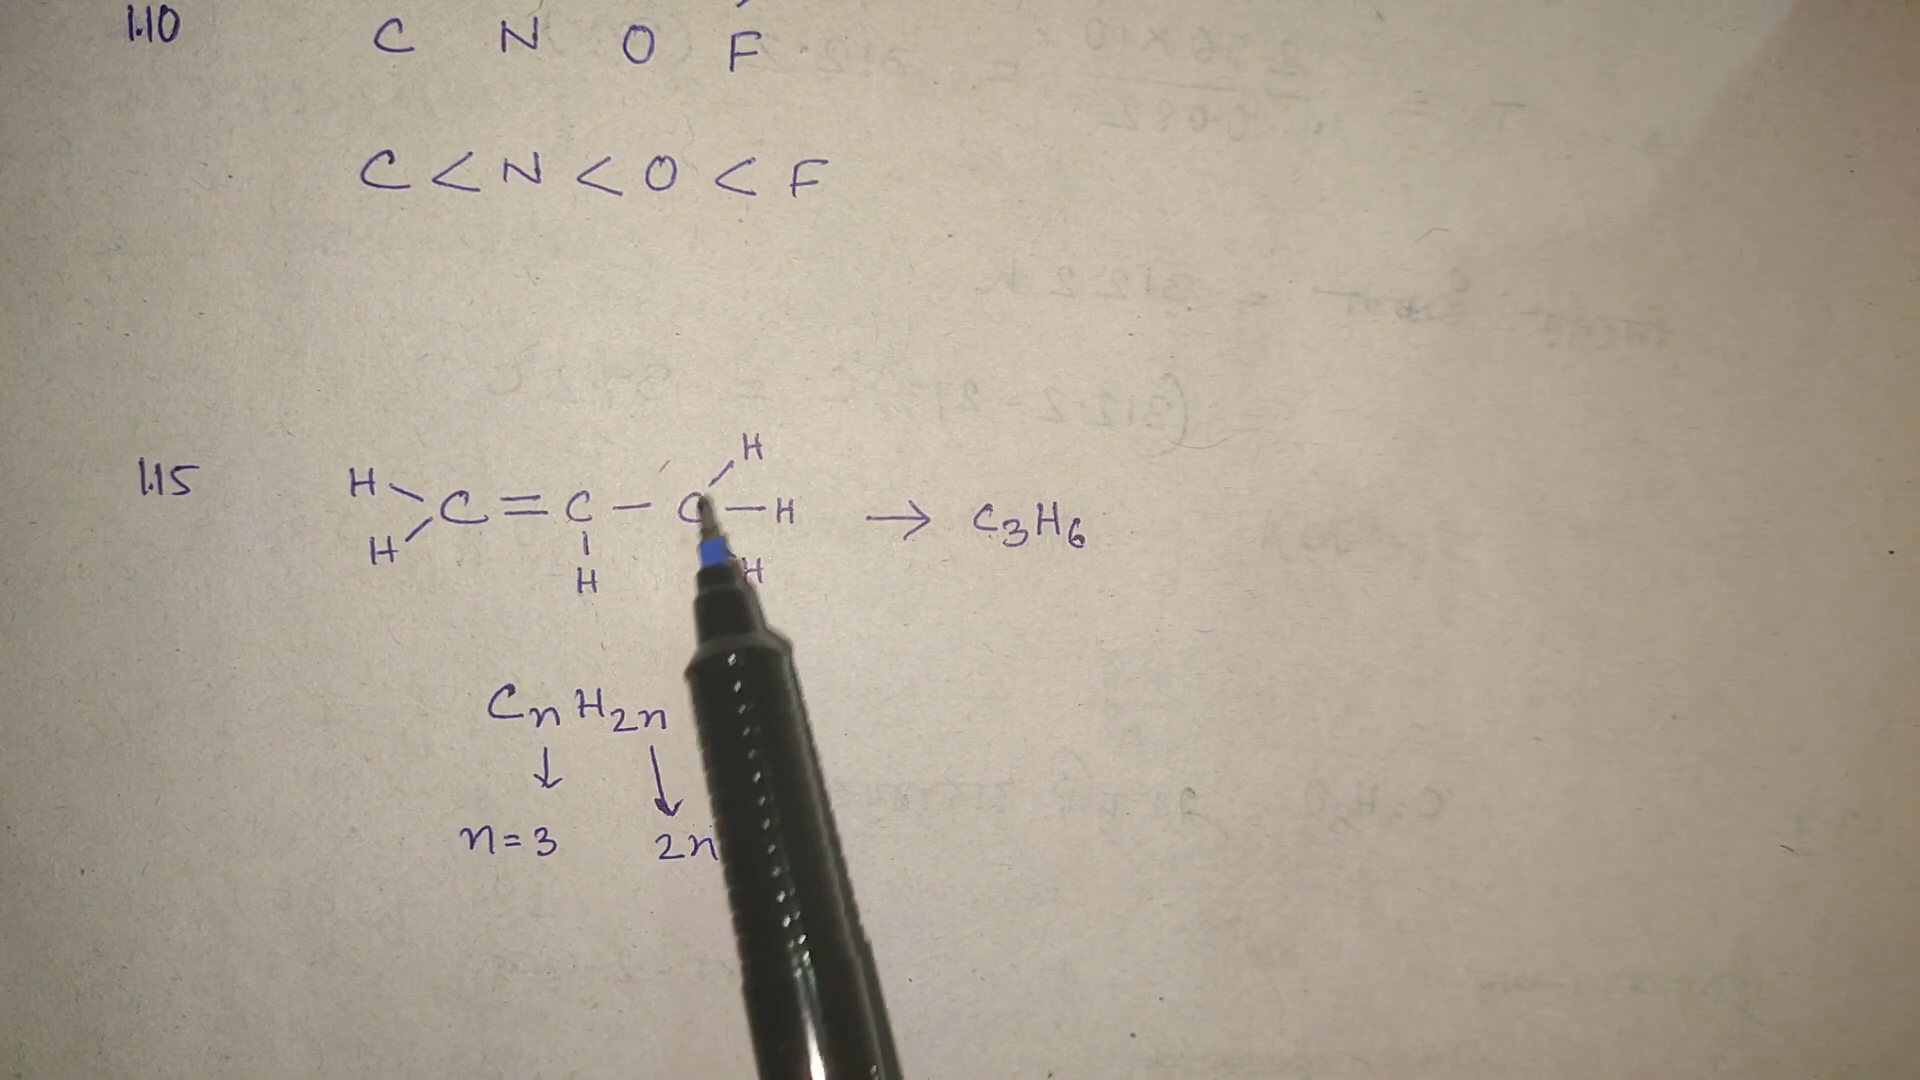 1.10 C N O F
C < N < O < F
H H
1.15 C = C - C - H → C3H6
H H H
CnH2n
↓ ↓
n=3 2n